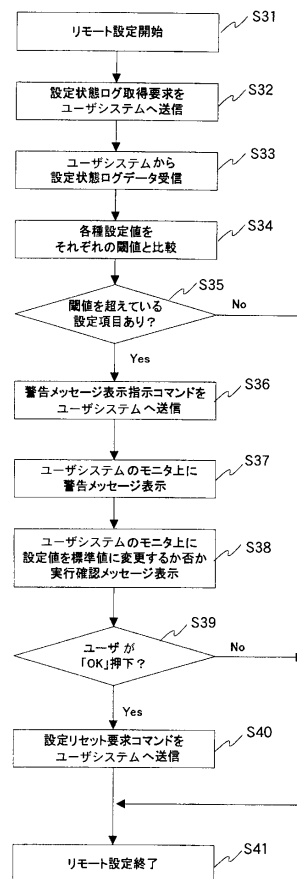 リモート設定開始
S31
設定状態ログ取得要求を
ユーザシステムへ送信
S32
ユーザシステムから
設定状態ログデータ受信
S33
各種設定値を
それぞれの閾値と比較
S34
閾値を超えている
設定項目あり？
S35
No
Yes
警告メッセージ表示指示コマンドを
ユーザシステムへ送信
S36
ユーザシステムのモニタ上に
警告メッセージ表示
S37
ユーザシステムのモニタ上に
設定値を標準値に変更するか否か
実行確認メッセージ表示
S38
ユーザが
「OK」押下？
S39
No
Yes
設定リセット要求コマンドを
ユーザシステムへ送信
S40
リモート設定終了
S41